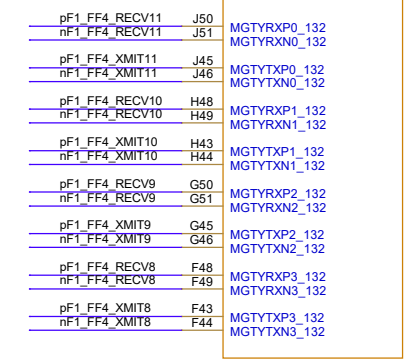 pF1_FF4_RECV11 J50 MGTYRXP0_132
nF1_FF4_RECV11 J51 MGTYRXN0_132
pF1_FF4_XMIT11 J45 MGTYTXP0_132
nF1_FF4_XMIT11 J46 MGTYTXN0_132
pF1_FF4_RECV10 H48 MGTYRXP1_132
nF1_FF4_RECV10 H49 MGTYRXN1_132
pF1_FF4_XMIT10 H43 MGTYTXP1_132
nF1_FF4_XMIT10 H44 MGTYTXN1_132
pF1_FF4_RECV9 G50 MGTYRXP2_132
nF1_FF4_RECV9 G51 MGTYRXN2_132
pF1_FF4_XMIT9 G45 MGTYTXP2_132
nF1_FF4_XMIT9 G46 MGTYTXN2_132
pF1_FF4_RECV8 F48 MGTYRXP3_132
nF1_FF4_RECV8 F49 MGTYRXN3_132
pF1_FF4_XMIT8 F43 MGTYTXP3_132
nF1_FF4_XMIT8 F44 MGTYTXN3_132